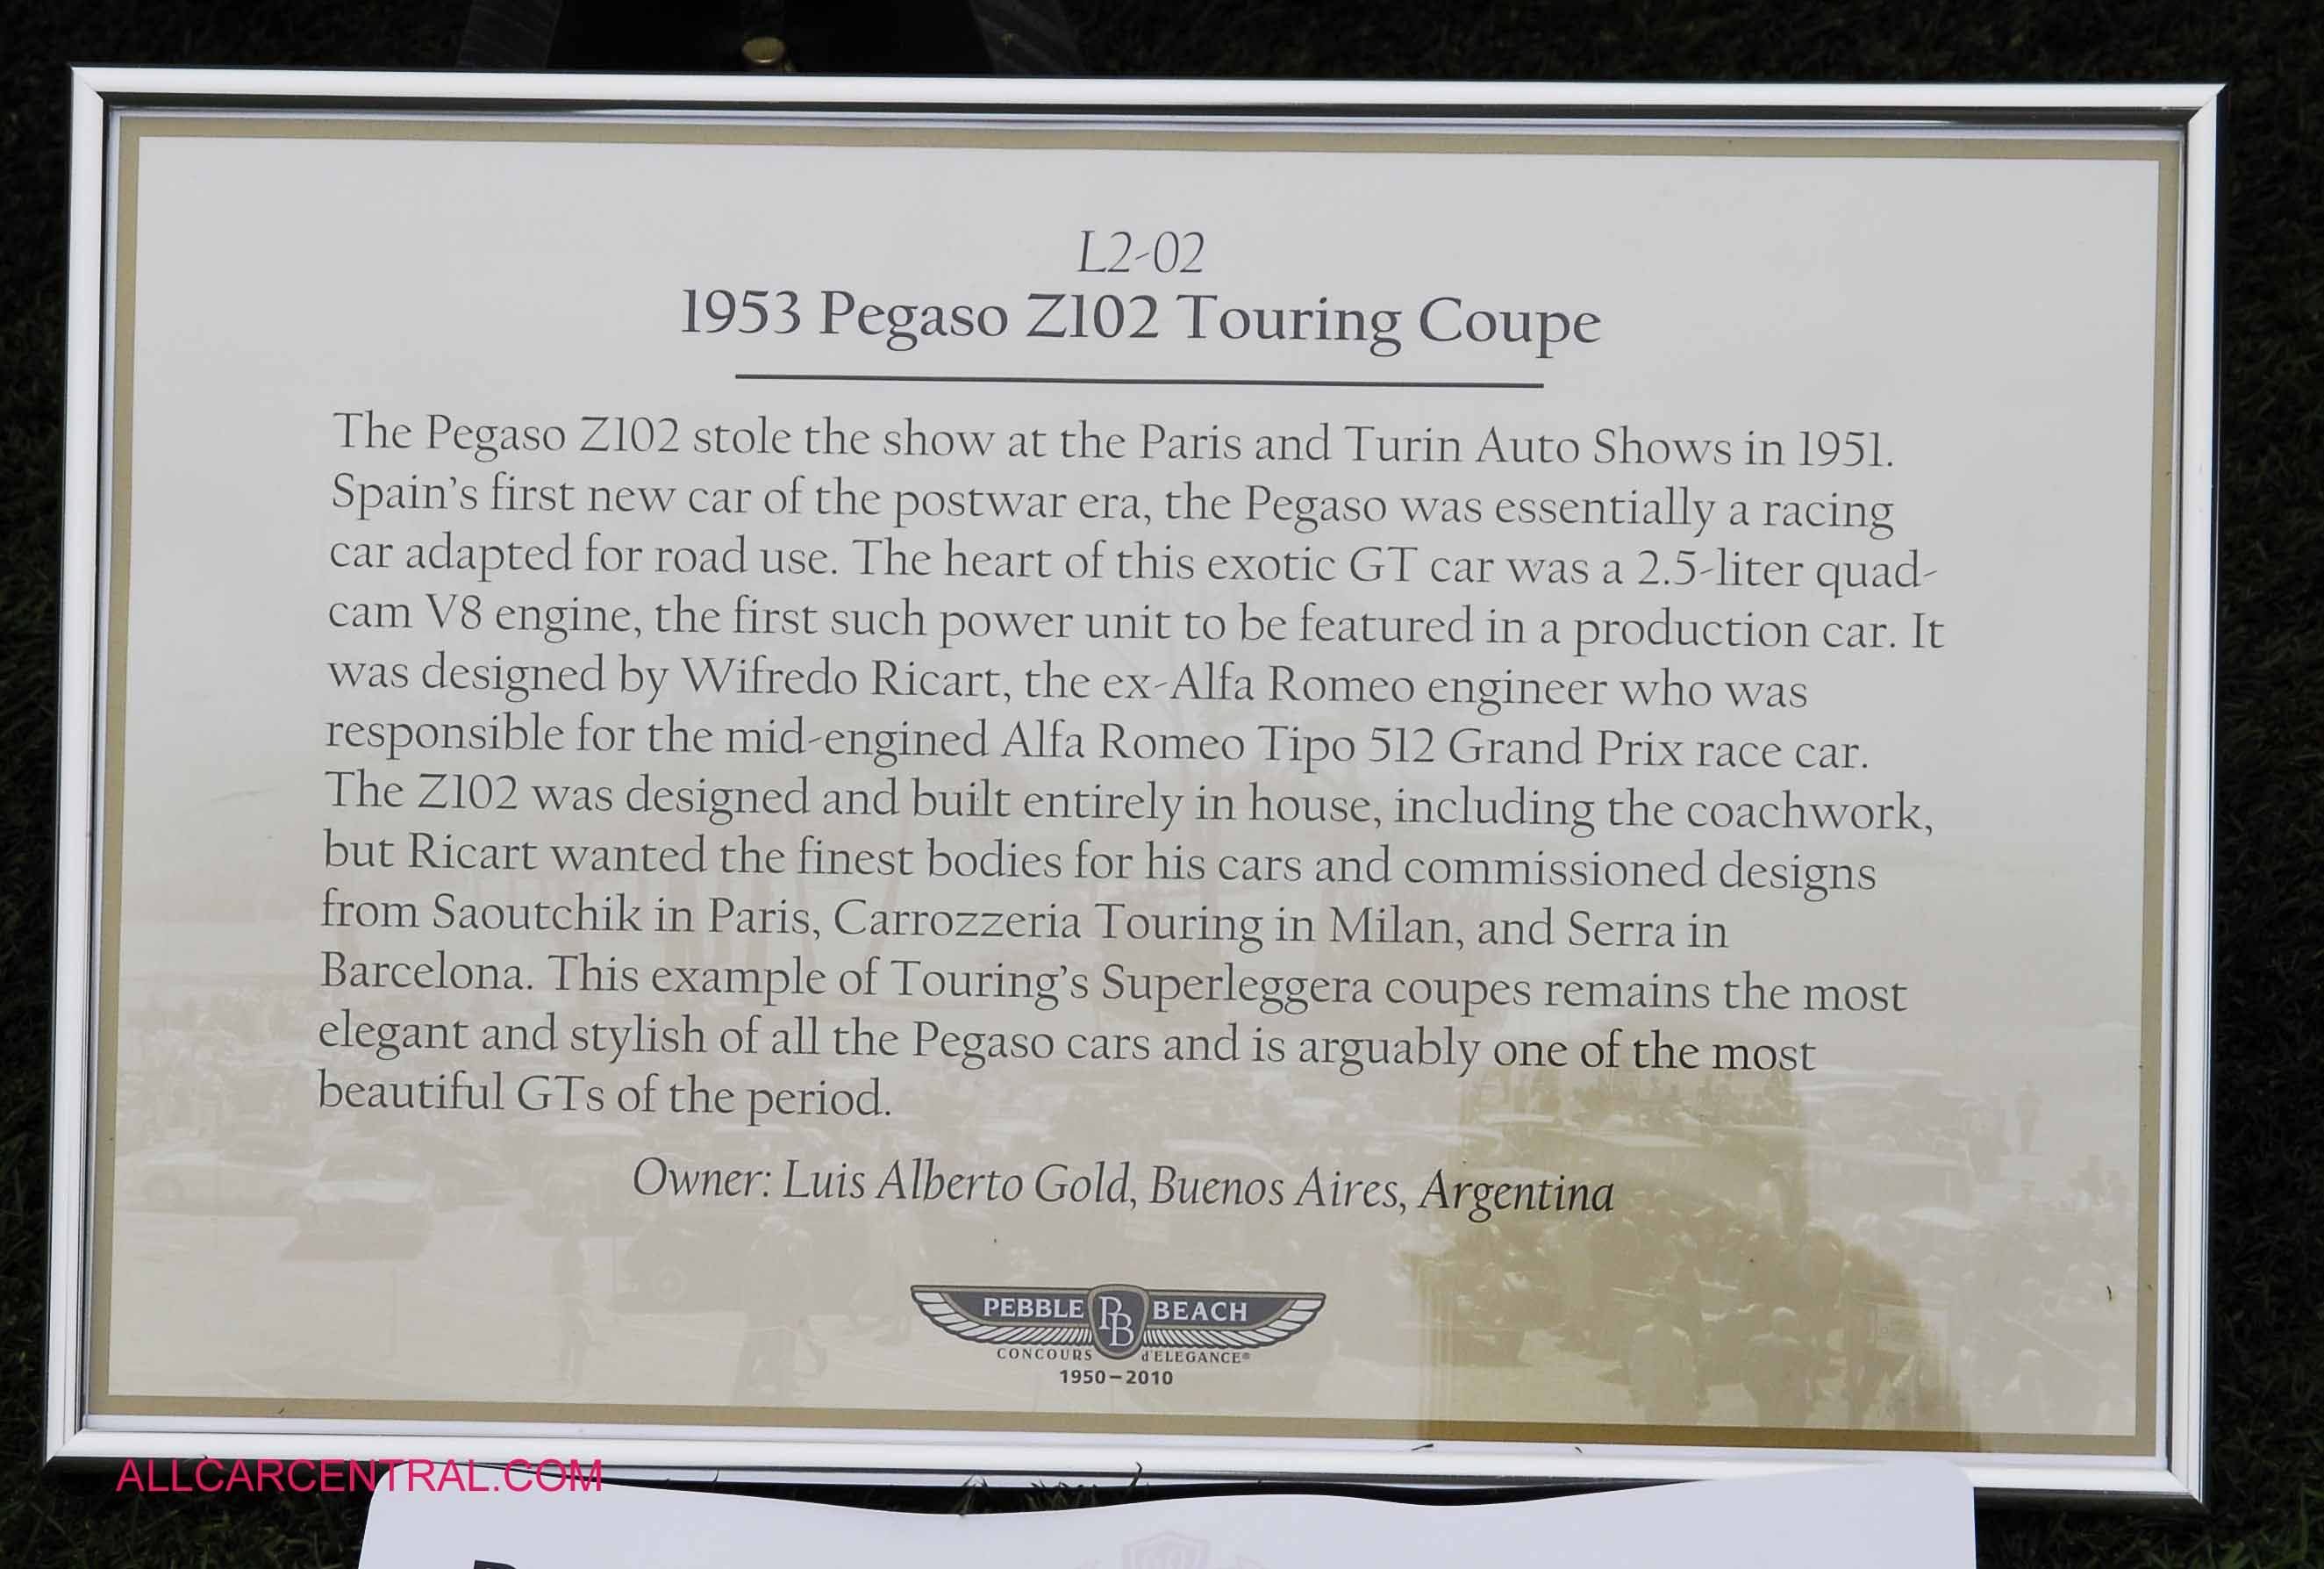 L2-02
1953 Pegaso Z102 Touring Coupe
The Pegaso Z102 stole the show at the Paris and Turin Auto Shows in 1951.
Spain's first new car of the postwar era, the Pegaso was essentially a racing
car adapted for road use. The heart of this exotic GT car was a 2.5-liter quad-
cam V8 engine, the first such power unit to be featured in a production car. It
was designed by Wifredo Ricart, the ex-Alfa Romeo engineer who was
responsible for the mid-engined Alfa Romeo Tipo 512 Grand Prix race car.
The Z102 was designed and built entirely in house, including the coachwork,
but Ricart wanted the finest bodies for his cars and commissioned designs
from Saoutchik in Paris, Carrozzeria Touring in Milan, and Serra in
Barcelona. This example of Touring's Superleggera coupes remains the most
elegant and stylish of all the Pegaso cars and is arguably one of the most
beautiful GTs of the period.
Owner: Luis Alberto Gold, Buenos Aires, Argentina
PEBBLE PB BEACH
CONCOURS d'ELEGANCE®
1950-2010
ALLCARCENTRAL.COM